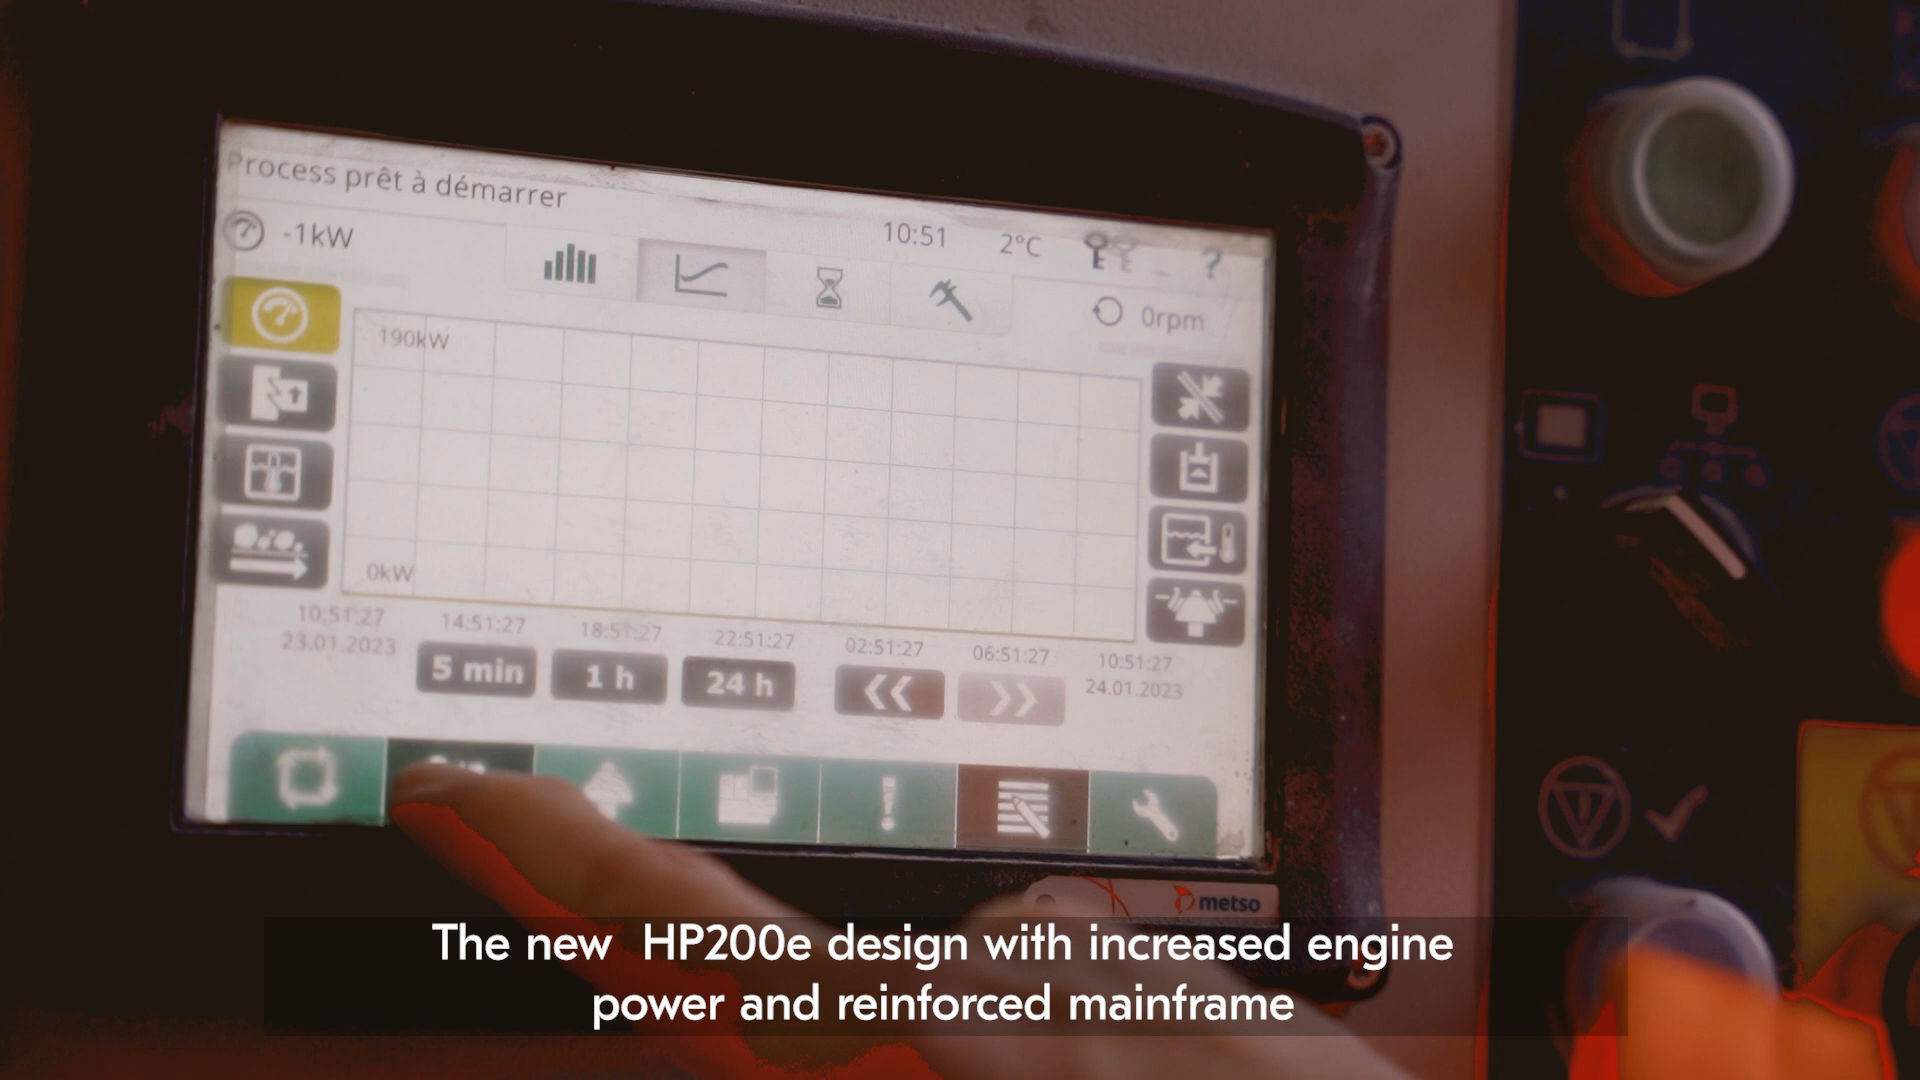 Process prêt à démarrer
-1kW
10:51
2°C
?
0rpm
190kW
0kW
10:51:27
14:51:27
18:51:27
22:51:27
02:51:27
06:51:27
10:51:27
23.01.2023
24.01.2023
5 min
1 h
24 h
metso
The new HP200e design with increased engine
power and reinforced mainframe